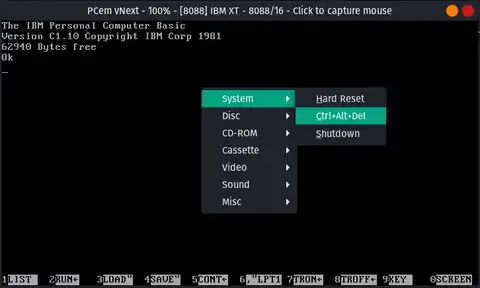 PCem vNext - 100% - [8088] IBM XT - 8088/16 - Click to capture mouse
The IBM Personal Computer Basic
Version C1.10 Copyright IBM Corp 1981
62940 Bytes free
Ok
_
System
Disc
CD-ROM
Cassette
Video
Sound
Misc
Hard Reset
Ctrl+Alt+Del
Shutdown
1LIST 2RUN← 3LOAD" 4SAVE" 5CONT← 6,"LPT1 7TRON← 8TROFF← 9KEY 0SCREEN